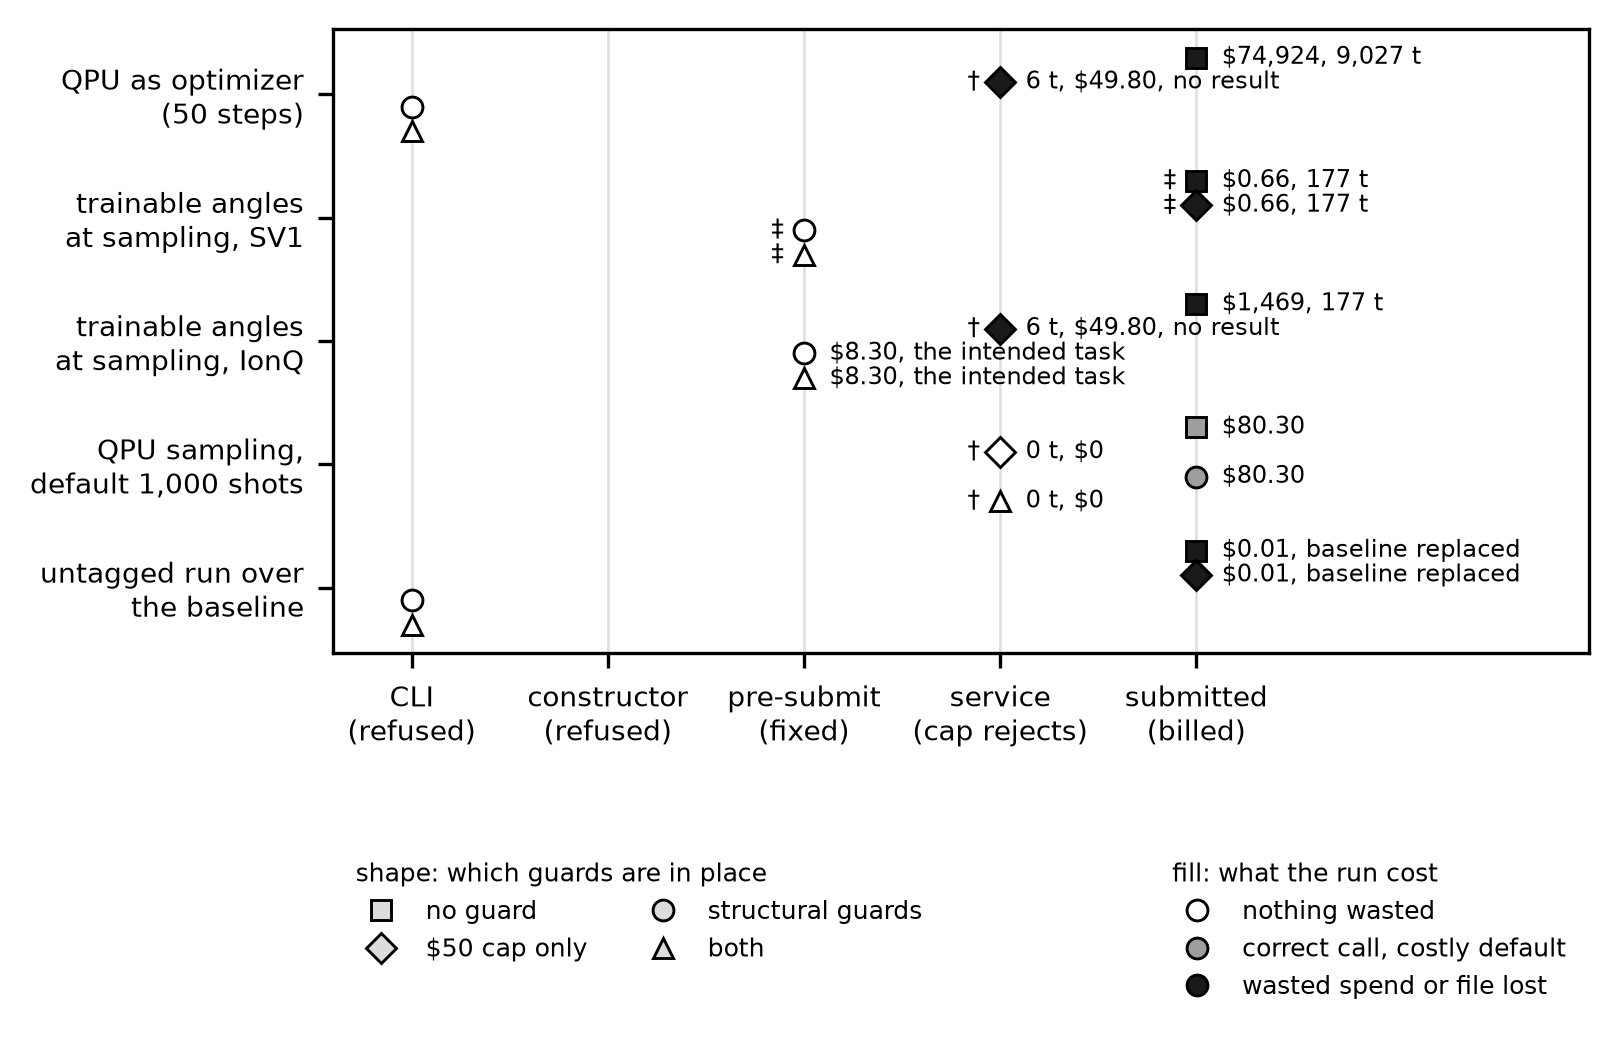 $74,924, 9,027 t
QPU as optimizer
(50 steps)
† 6 t, $49.80, no result
trainable angles
at sampling, SV1
‡ $0.66, 177 t
‡ $0.66, 177 t
‡
‡
trainable angles
at sampling, IonQ
$1,469, 177 t
† 6 t, $49.80, no result
$8.30, the intended task
$8.30, the intended task
QPU sampling,
default 1,000 shots
$80.30
† 0 t, $0
$80.30
† 0 t, $0
untagged run over
the baseline
$0.01, baseline replaced
$0.01, baseline replaced
CLI
(refused)
constructor
(refused)
pre-submit
(fixed)
service
(cap rejects)
submitted
(billed)
shape: which guards are in place
no guard
$50 cap only
structural guards
both
fill: what the run cost
nothing wasted
correct call, costly default
wasted spend or file lost